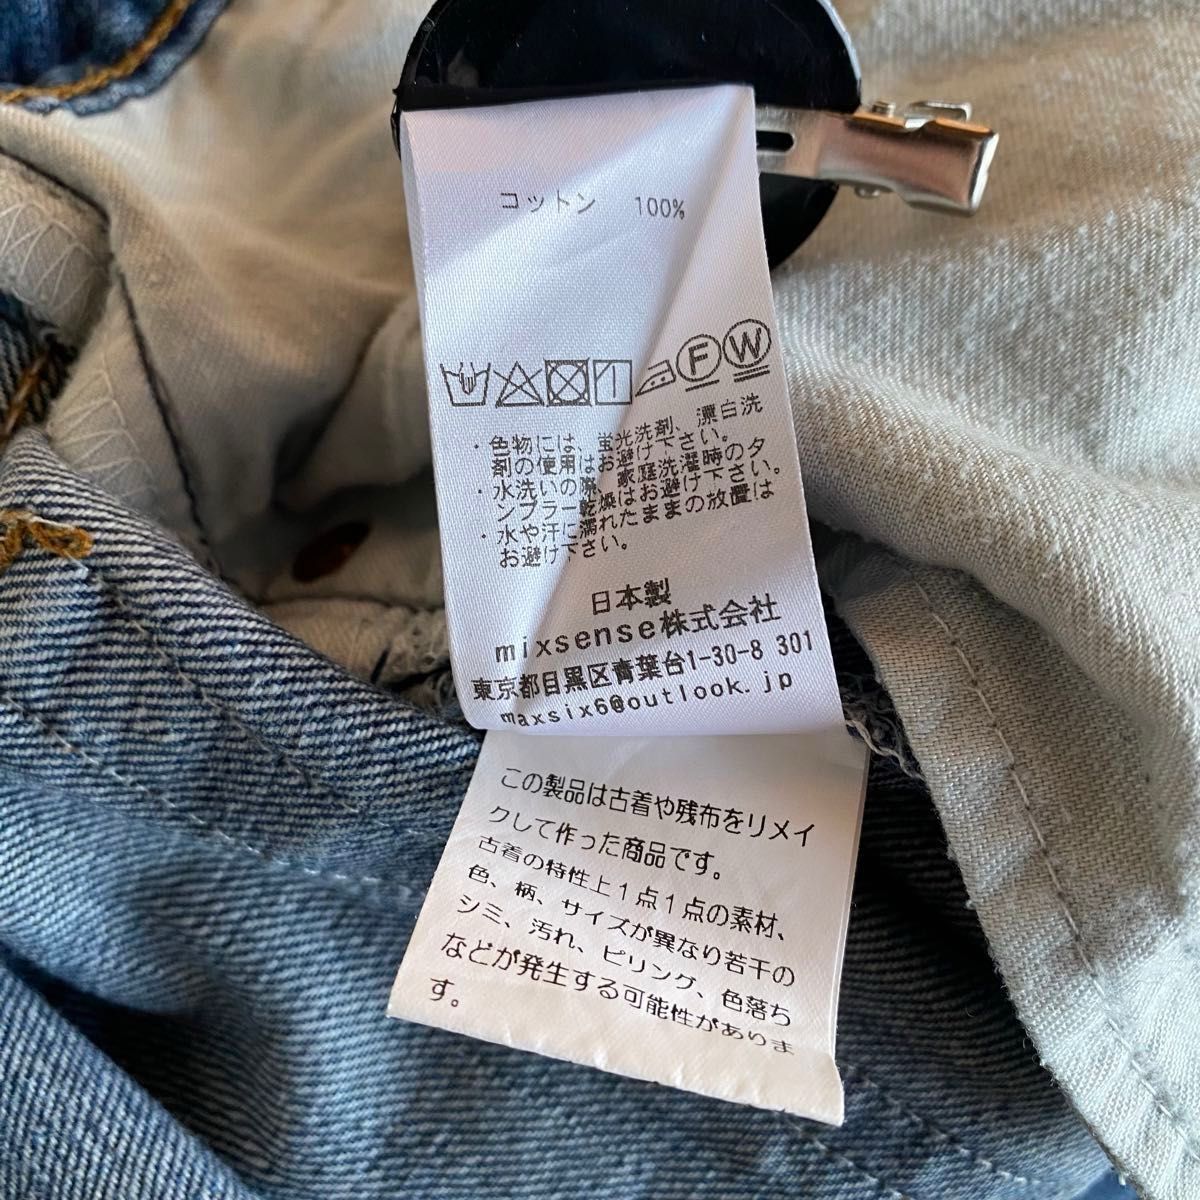 コットン 100%
F W
・色物には、蛍光洗剤、漂白洗
剤の使用はお避け下さい。
・水洗いの際、家庭洗濯時のタ
ンブラー乾燥はお避け下さい。
・水や汗に濡れたままの放置は
お避け下さい。
日本製
mixsense株式会社
東京都目黒区青葉台1-30-8 301
maxsix6@outlook.jp
この製品は古着や残布をリメイ
クして作った商品です。
古着の特性上1点1点の素材、
色、柄、サイズが異なり若干の
シミ、汚れ、ピリング、色落ち
などが発生する可能性がありま
す。